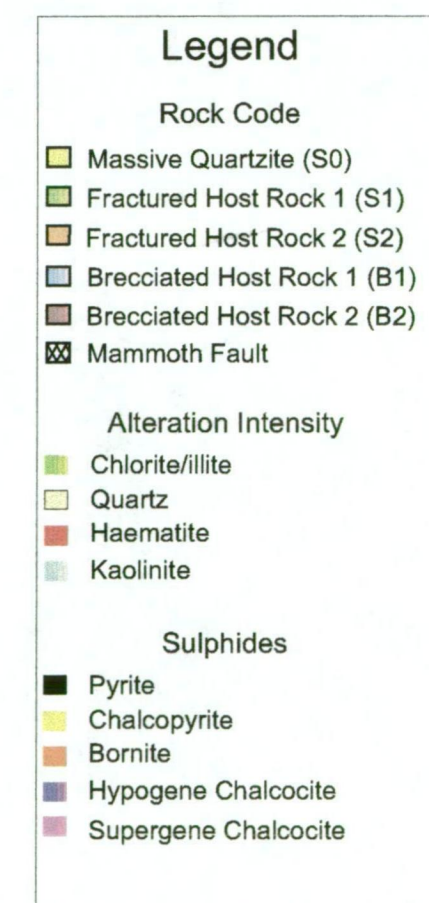 Legend
Rock Code
Massive Quartzite (S0)
Fractured Host Rock 1 (S1)
Fractured Host Rock 2 (S2)
Brecciated Host Rock 1 (B1)
Brecciated Host Rock 2 (B2)
Mammoth Fault
Alteration Intensity
Chlorite/illite
Quartz
Haematite
Kaolinite
Sulphides
Pyrite
Chalcopyrite
Bornite
Hypogene Chalcocite
Supergene Chalcocite